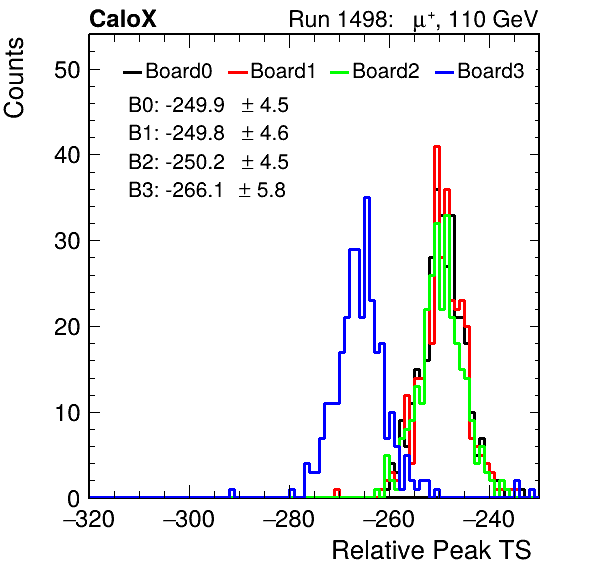 CaloX Run 1498: μ⁺, 110 GeV
Counts
50
40
30
20
10
0
Board0 Board1 Board2 Board3
B0: -249.9 ± 4.5
B1: -249.8 ± 4.6
B2: -250.2 ± 4.5
B3: -266.1 ± 5.8
−320 −300 −280 −260 −240
Relative Peak TS